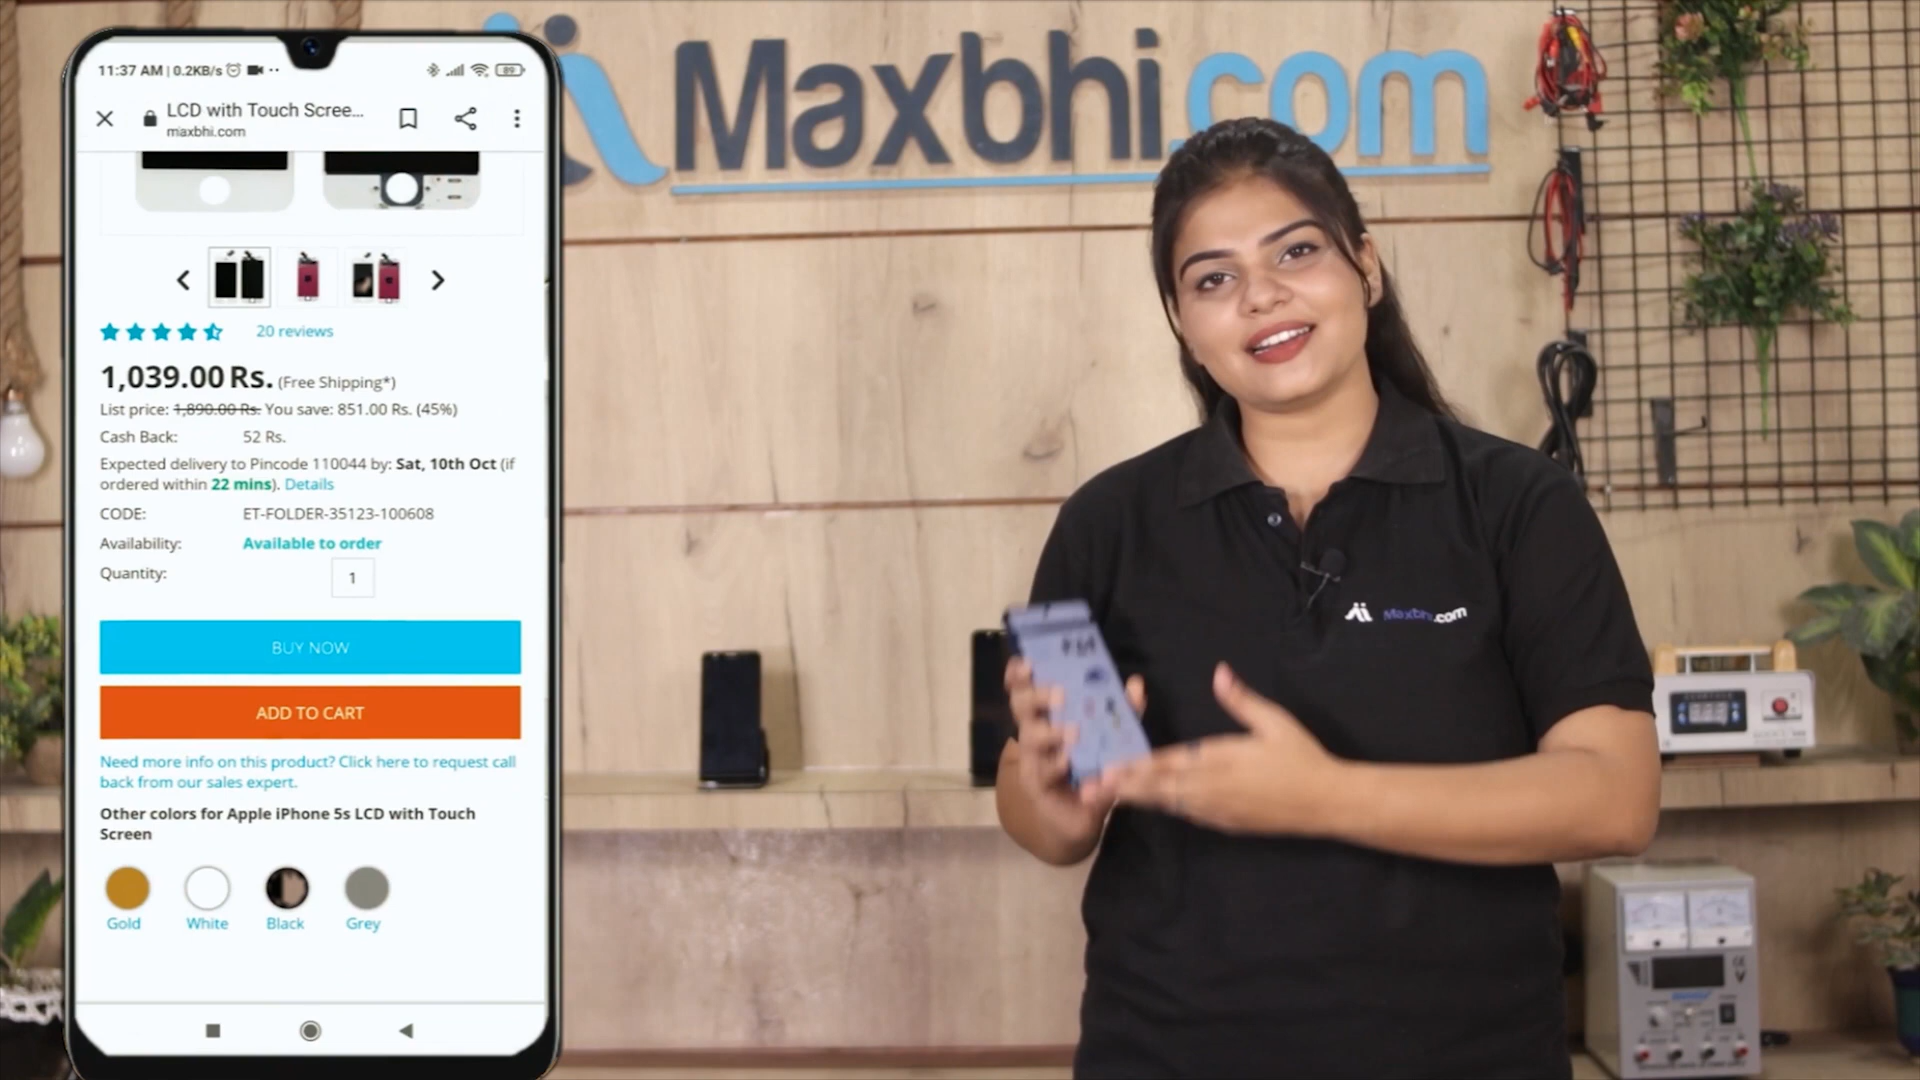 11:37 AM | 0.2KB/s
89
LCD with Touch Scree...
maxbhi.com
20 reviews
1,039.00 Rs. (Free Shipping*)
List price: 1,890.00 Rs. You save: 851.00 Rs. (45%)
Cash Back: 52 Rs.
Expected delivery to Pincode 110044 by: Sat, 10th Oct (if
ordered within 22 mins). Details
CODE: ET-FOLDER-35123-100608
Availability: Available to order
Quantity: 1
BUY NOW
ADD TO CART
Need more info on this product? Click here to request call
back from our sales expert.
Other colors for Apple iPhone 5s LCD with Touch
Screen
Gold White Black Grey
Maxbhi.com
Maxbhi.com